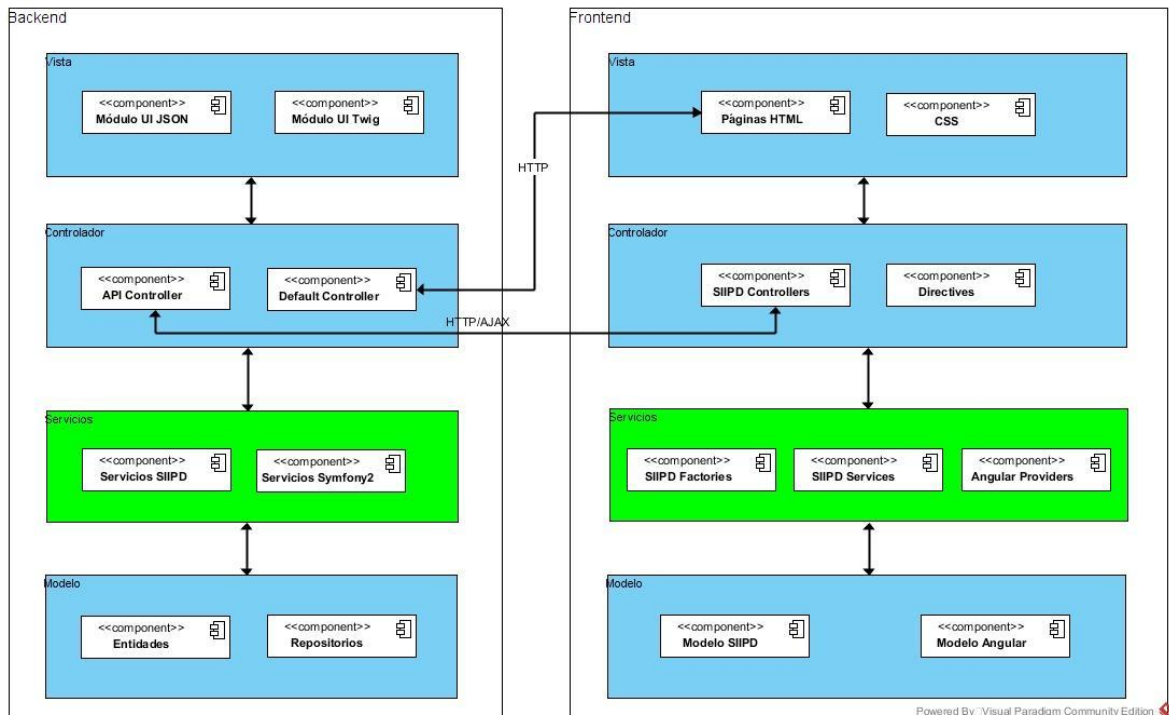 Backend
Vista
<<component>>
Módulo UI JSON
<<component>>
Módulo UI Twig
Controlador
<<component>>
API Controller
<<component>>
Default Controller
Servicios
<<component>>
Servicios SIIPD
<<component>>
Servicios Symfony2
Modelo
<<component>>
Entidades
<<component>>
Repositorios
HTTP
HTTP/AJAX
Frontend
Vista
<<component>>
Pàginas HTML
<<component>>
CSS
Controlador
<<component>>
SIIPD Controllers
<<component>>
Directives
Servicios
<<component>>
SIIPD Factories
<<component>>
SIIPD Services
<<component>>
Angular Providers
Modelo
<<component>>
Modelo SIIPD
<<component>>
Modelo Angular
Powered By Visual Paradigm Community Edition